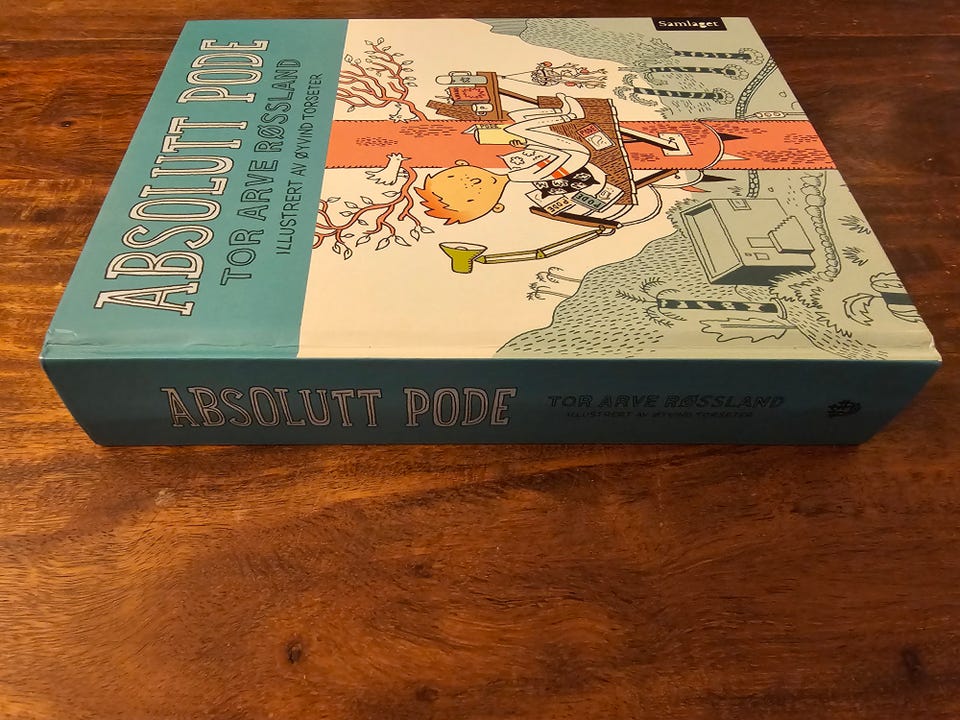 ABSOLUTT PODE
TOR ARVE RØSSLAND
ILLUSTRERT AV ØYVIND TORSETER
Samlaget
PODE
PODE
ABSOLUTT PODE
TOR ARVE RØSSLAND
ILLUSTRERT AV ØYVIND TORSETER